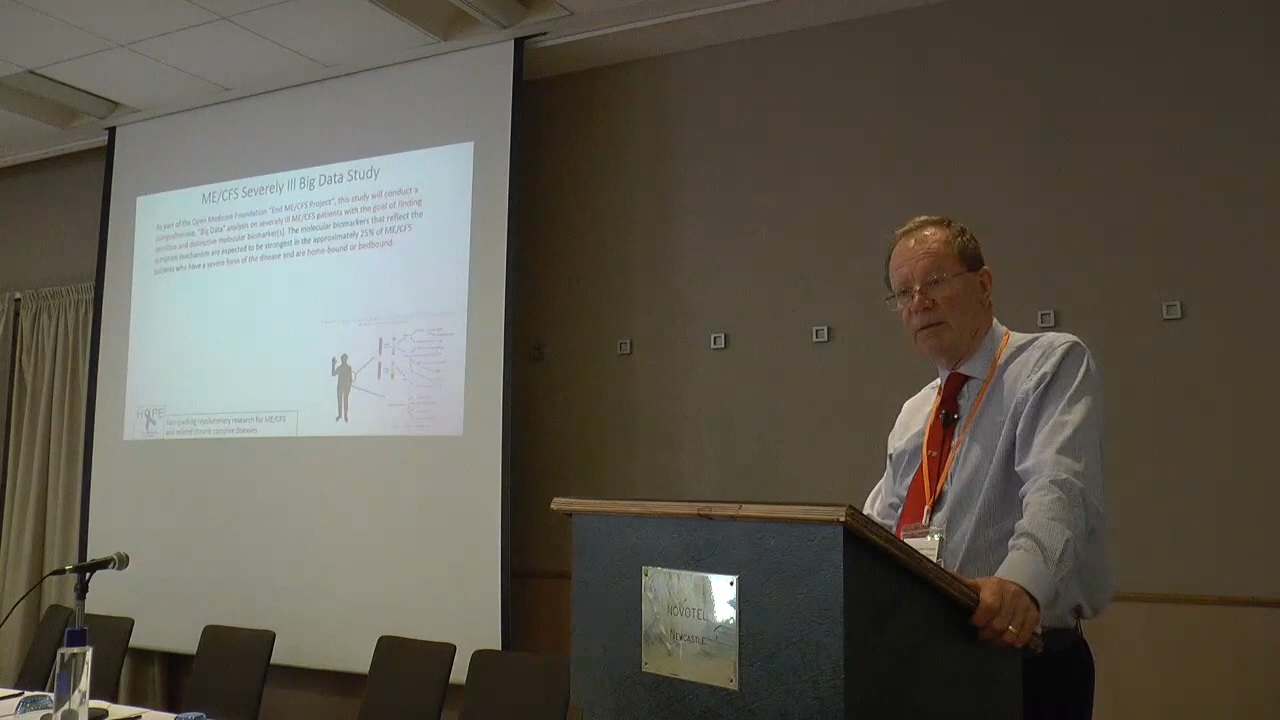 ME/CFS Severely Ill Big Data Study
As part of the Open Medicine Foundation "End ME/CFS Project", this study will conduct a
comprehensive, "Big Data" analysis on severely ill ME/CFS patients with the goal of finding
sensitive and distinctive molecular biomarker(s). The molecular biomarkers that reflect the
symptom mechanism are expected to be strongest in the approximately 25% of ME/CFS
patients who have a severe form of the disease and are home-bound or bedbound.
HOPE
Fast-tracking revolutionary research for ME/CFS
and related chronic complex diseases
NOVOTEL
NEWCASTLE